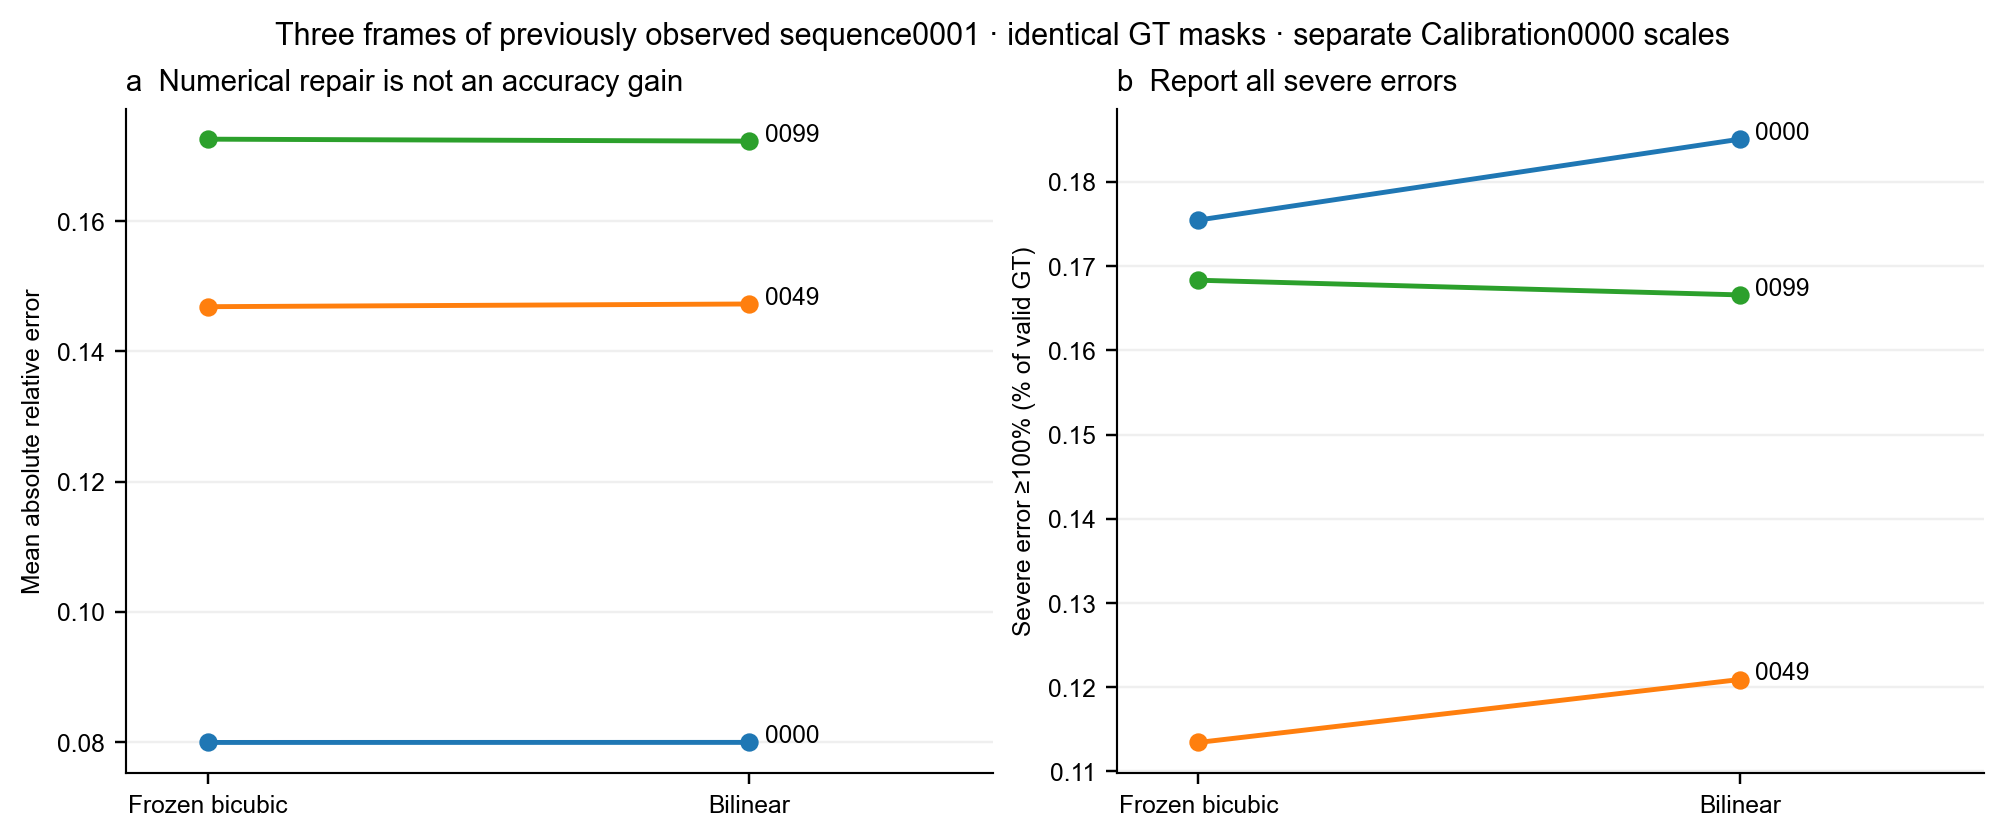 Three frames of previously observed sequence0001 · identical GT masks · separate Calibration0000 scales
a Numerical repair is not an accuracy gain
Mean absolute relative error
0.16
0.14
0.12
0.10
0.08
0099
0049
0000
Frozen bicubic
Bilinear
b Report all severe errors
Severe error ≥100% (% of valid GT)
0.18
0.17
0.16
0.15
0.14
0.13
0.12
0.11
0000
0099
0049
Frozen bicubic
Bilinear